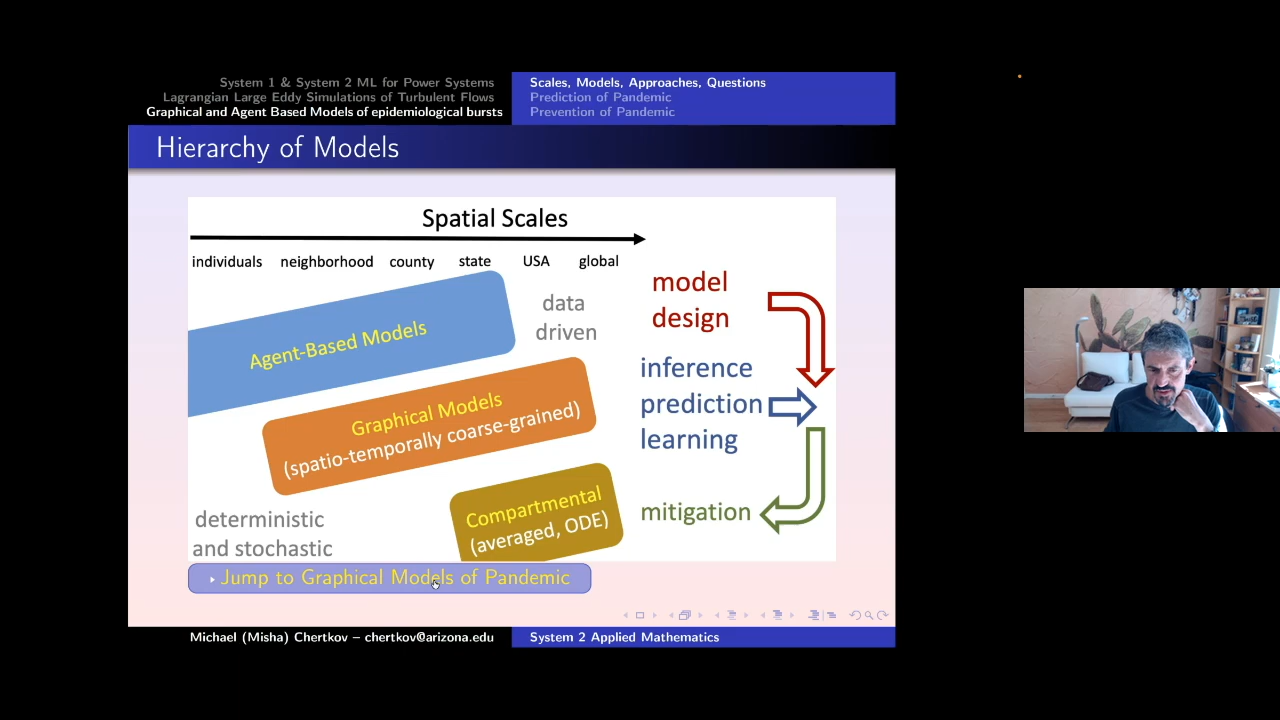 System 1 & System 2 ML for Power Systems
Lagrangian Large Eddy Simulations of Turbulent Flows
Graphical and Agent Based Models of epidemiological bursts
Scales, Models, Approaches, Questions
Prediction of Pandemic
Prevention of Pandemic
Hierarchy of Models
Spatial Scales
individuals neighborhood county state USA global
Agent-Based Models
data
driven
Graphical Models
(spatio-temporally coarse-grained)
Compartmental
(averaged, ODE)
deterministic
and stochastic
model
design
inference
prediction
learning
mitigation
Jump to Graphical Models of Pandemic
Michael (Misha) Chertkov – chertkov@arizona.edu
System 2 Applied Mathematics